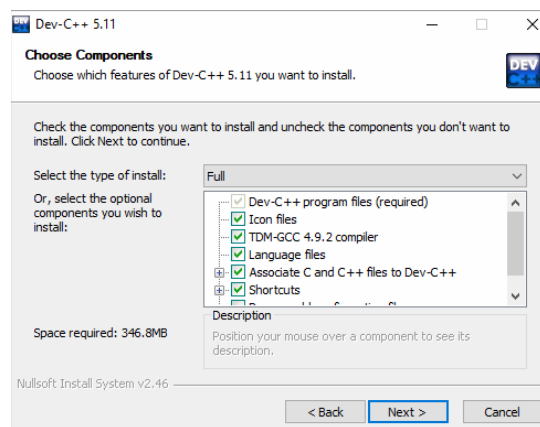 Dev-C++ 5.11
Choose Components
Choose which features of Dev-C++ 5.11 you want to install.
DEV
C++
Check the components you want to install and uncheck the components you don't want to
install. Click Next to continue.
Select the type of install:
Full
Or, select the optional
components you wish to
install:
Dev-C++ program files (required)
Icon files
TDM-GCC 4.9.2 compiler
Language files
Associate C and C++ files to Dev-C++
Shortcuts
Space required: 346.8MB
Description
Position your mouse over a component to see its
description.
Nullsoft Install System v2.46
< Back
Next >
Cancel